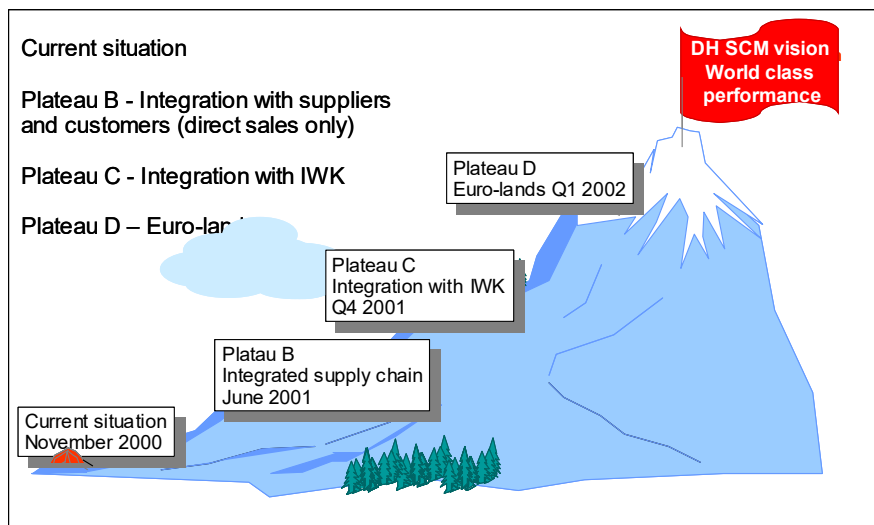 Current situation
Plateau B - Integration with suppliers
and customers (direct sales only)
Plateau C - Integration with IWK
Plateau D – Euro-land
DH SCM vision
World class
performance
Plateau D
Euro-lands Q1 2002
Plateau C
Integration with IWK
Q4 2001
Platau B
Integrated supply chain
June 2001
Current situation
November 2000